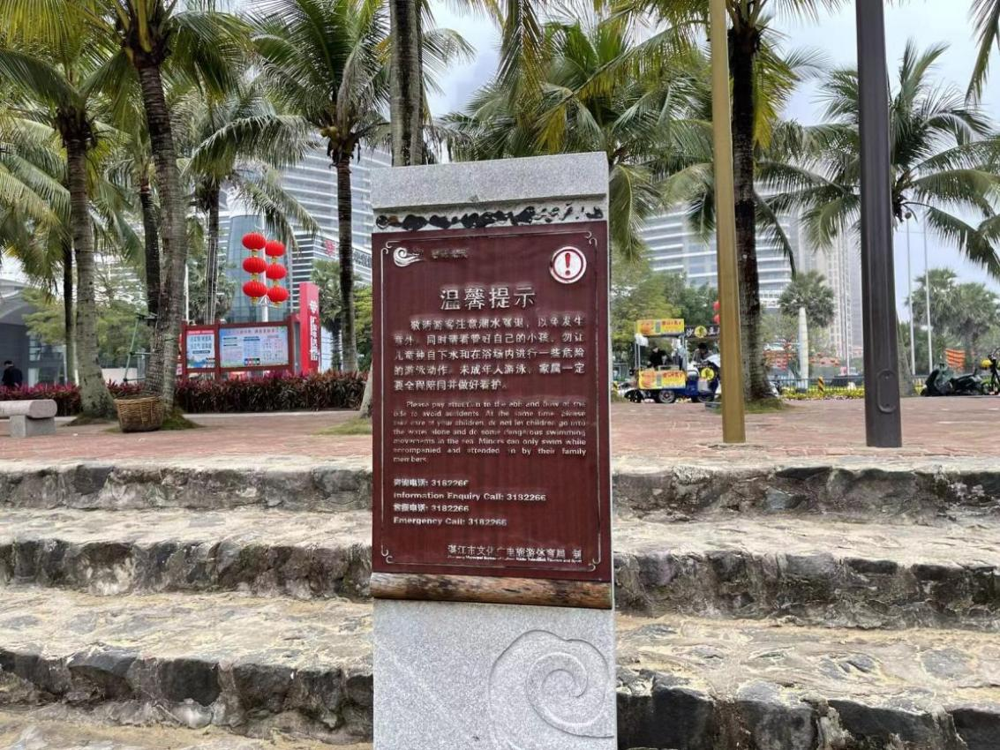 温馨提示
敬请游客注意潮水涨退，以免发生
意外。同时请看管好自己的小孩，勿让
儿童独自下水和在浴场内进行一些危险
的游泳动作。未成年人游泳，家属一定
要全程陪同并做好看护。
Please pay attention to the ebb and flow of the
tide to avoid accidents. At the same time, please
take care of your children, do not let children go into
the water alone and do some dangerous swimming
movements in the sea. Minors can only swim while
accompanied and attended in by their family
members.
咨询电话: 3182266
Information Enquiry Call: 3182266
救援电话: 3182266
Emergency Call: 3182266
湛江市文化广电旅游体育局 制